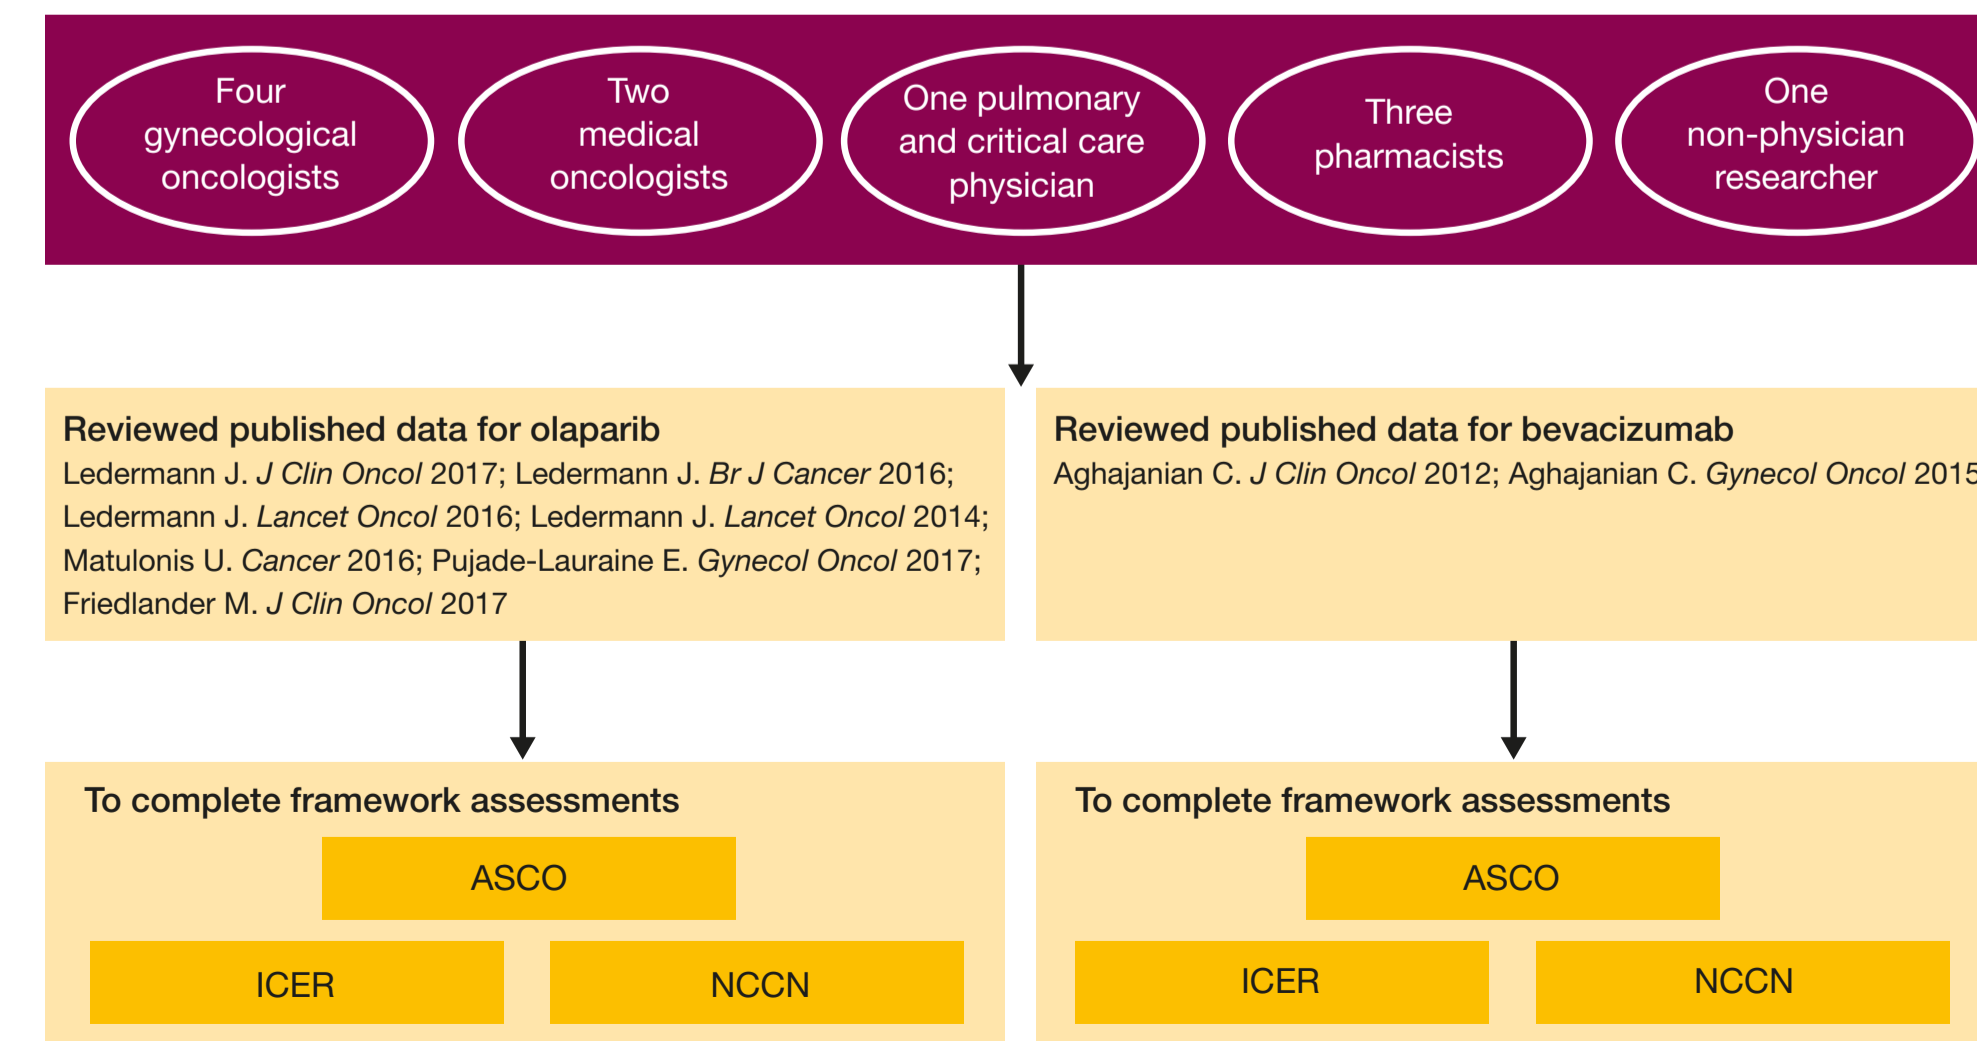 Four
gynecological
oncologists
Two
medical
oncologists
One pulmonary
and critical care
physician
Three
pharmacists
One
non-physician
researcher
Reviewed published data for olaparib
Ledermann J. J Clin Oncol 2017; Ledermann J. Br J Cancer 2016;
Ledermann J. Lancet Oncol 2016; Ledermann J. Lancet Oncol 2014;
Matulonis U. Cancer 2016; Pujade-Lauraine E. Gynecol Oncol 2017;
Friedlander M. J Clin Oncol 2017
Reviewed published data for bevacizumab
Aghajanian C. J Clin Oncol 2012; Aghajanian C. Gynecol Oncol 2015
To complete framework assessments
ASCO
ICER
NCCN
To complete framework assessments
ASCO
ICER
NCCN